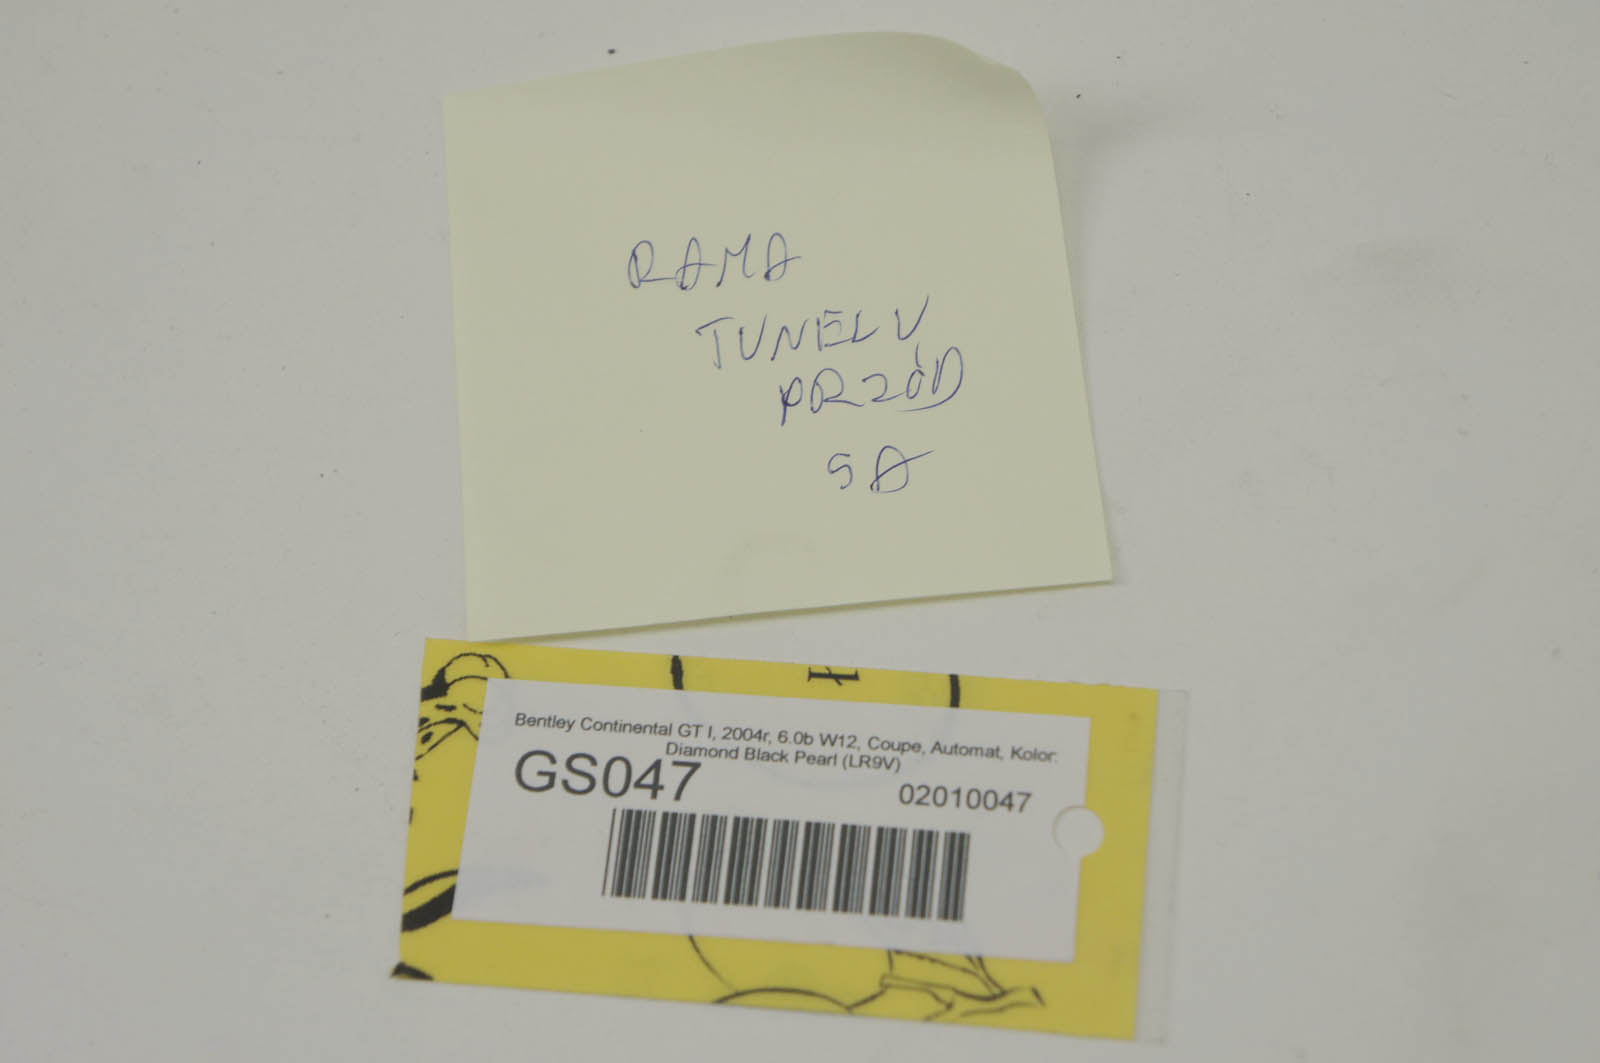 RAMA
TUNELU
PRZÓD
SA
Bentley Continental GT I, 2004r, 6.0b W12, Coupe, Automat, Kolor:
Diamond Black Pearl (LR9V)
GS047
02010047